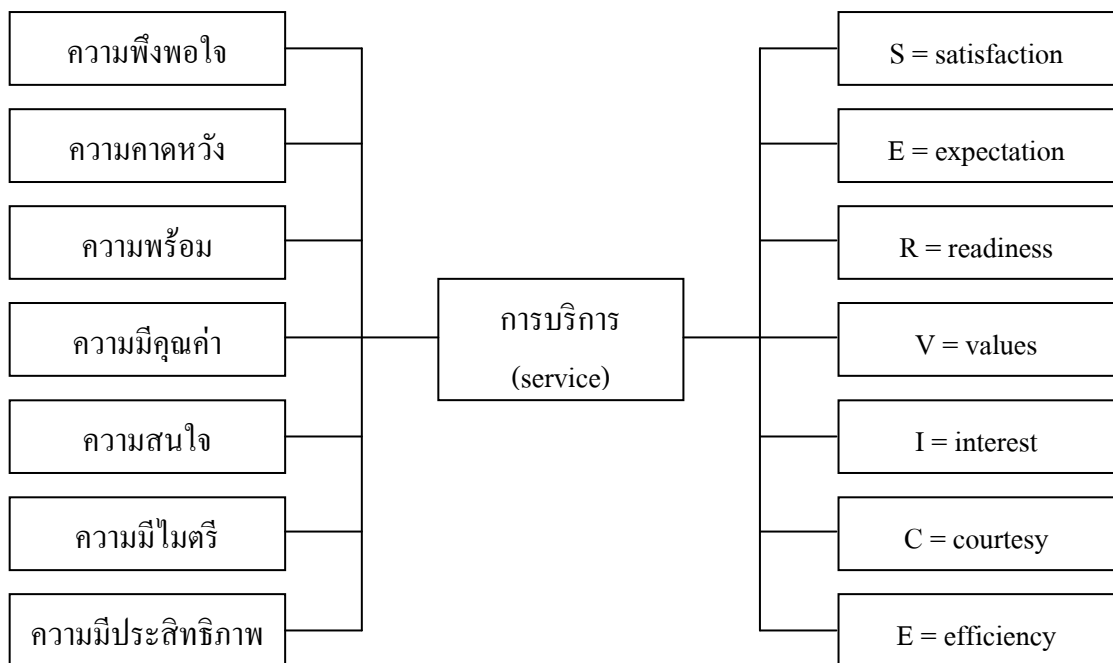 ความพึงพอใจ
ความคาดหวัง
ความพร้อม
ความมีคุณค่า
ความสนใจ
ความมีไมตรี
ความมีประสิทธิภาพ
การบริการ
(service)
S = satisfaction
E = expectation
R = readiness
V = values
I = interest
C = courtesy
E = efficiency